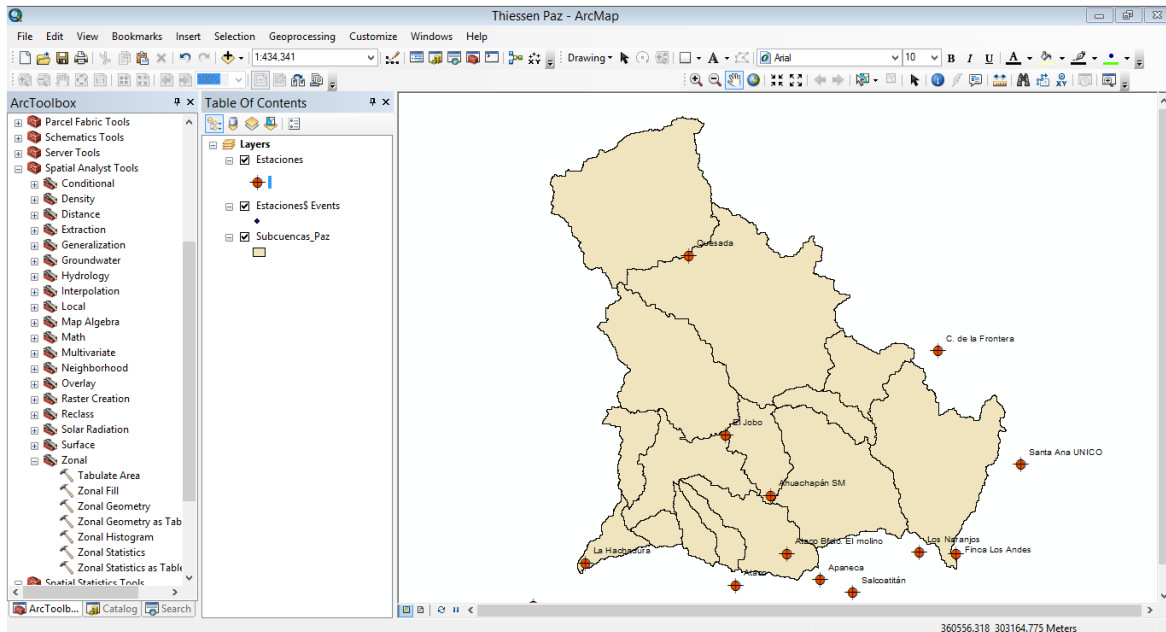 Thiessen Paz - ArcMap
File Edit View Bookmarks Insert Selection Geoprocessing Customize Windows Help
1:434,341 Drawing Arial 10 B I U A
100%
ArcToolbox
Parcel Fabric Tools
Schematics Tools
Server Tools
Spatial Analyst Tools
Conditional
Density
Distance
Extraction
Generalization
Groundwater
Hydrology
Interpolation
Local
Map Algebra
Math
Multivariate
Neighborhood
Overlay
Raster Creation
Reclass
Solar Radiation
Surface
Zonal
Tabulate Area
Zonal Fill
Zonal Geometry
Zonal Geometry as Tab
Zonal Histogram
Zonal Statistics
Zonal Statistics as Table
Spatial Statistics Tools
ArcToolb... Catalog Search
Table Of Contents
Layers
Estaciones
Estaciones$ Events
Subcuencas_Paz
Quesada
C. de la Frontera
El Jobo
Santa Ana UNICO
Ahuachapán SM
Ataco Bfdo. El molino
Los Naranjos
La Hachadura
Finca Los Andes
Apaneca
Ataco
Salcoatitán
360556.318 303164.775 Meters